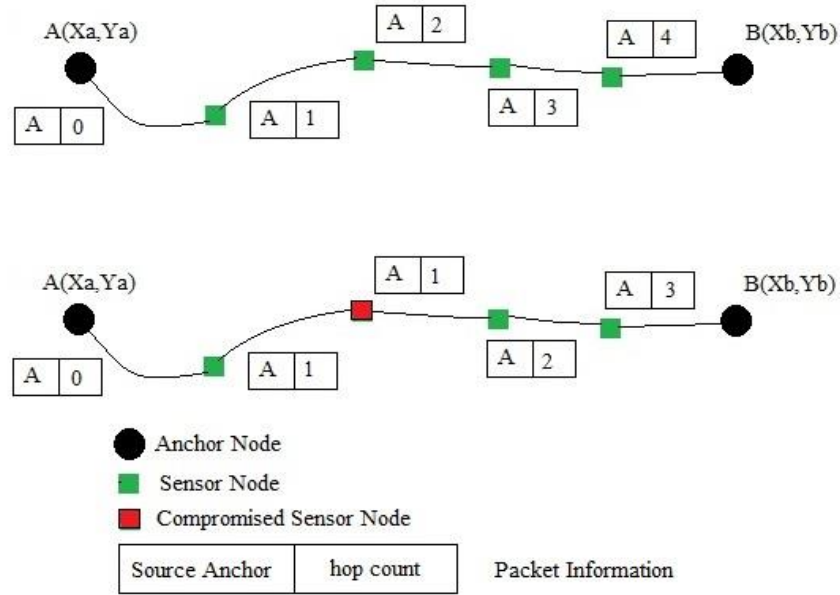 A(Xa,Ya)
A 2
A 4
B(Xb,Yb)
A 0
A 1
A 3
A(Xa,Ya)
A 1
A 3
B(Xb,Yb)
A 0
A 1
A 2
Anchor Node
Sensor Node
Compromised Sensor Node
Source Anchor hop count Packet Information